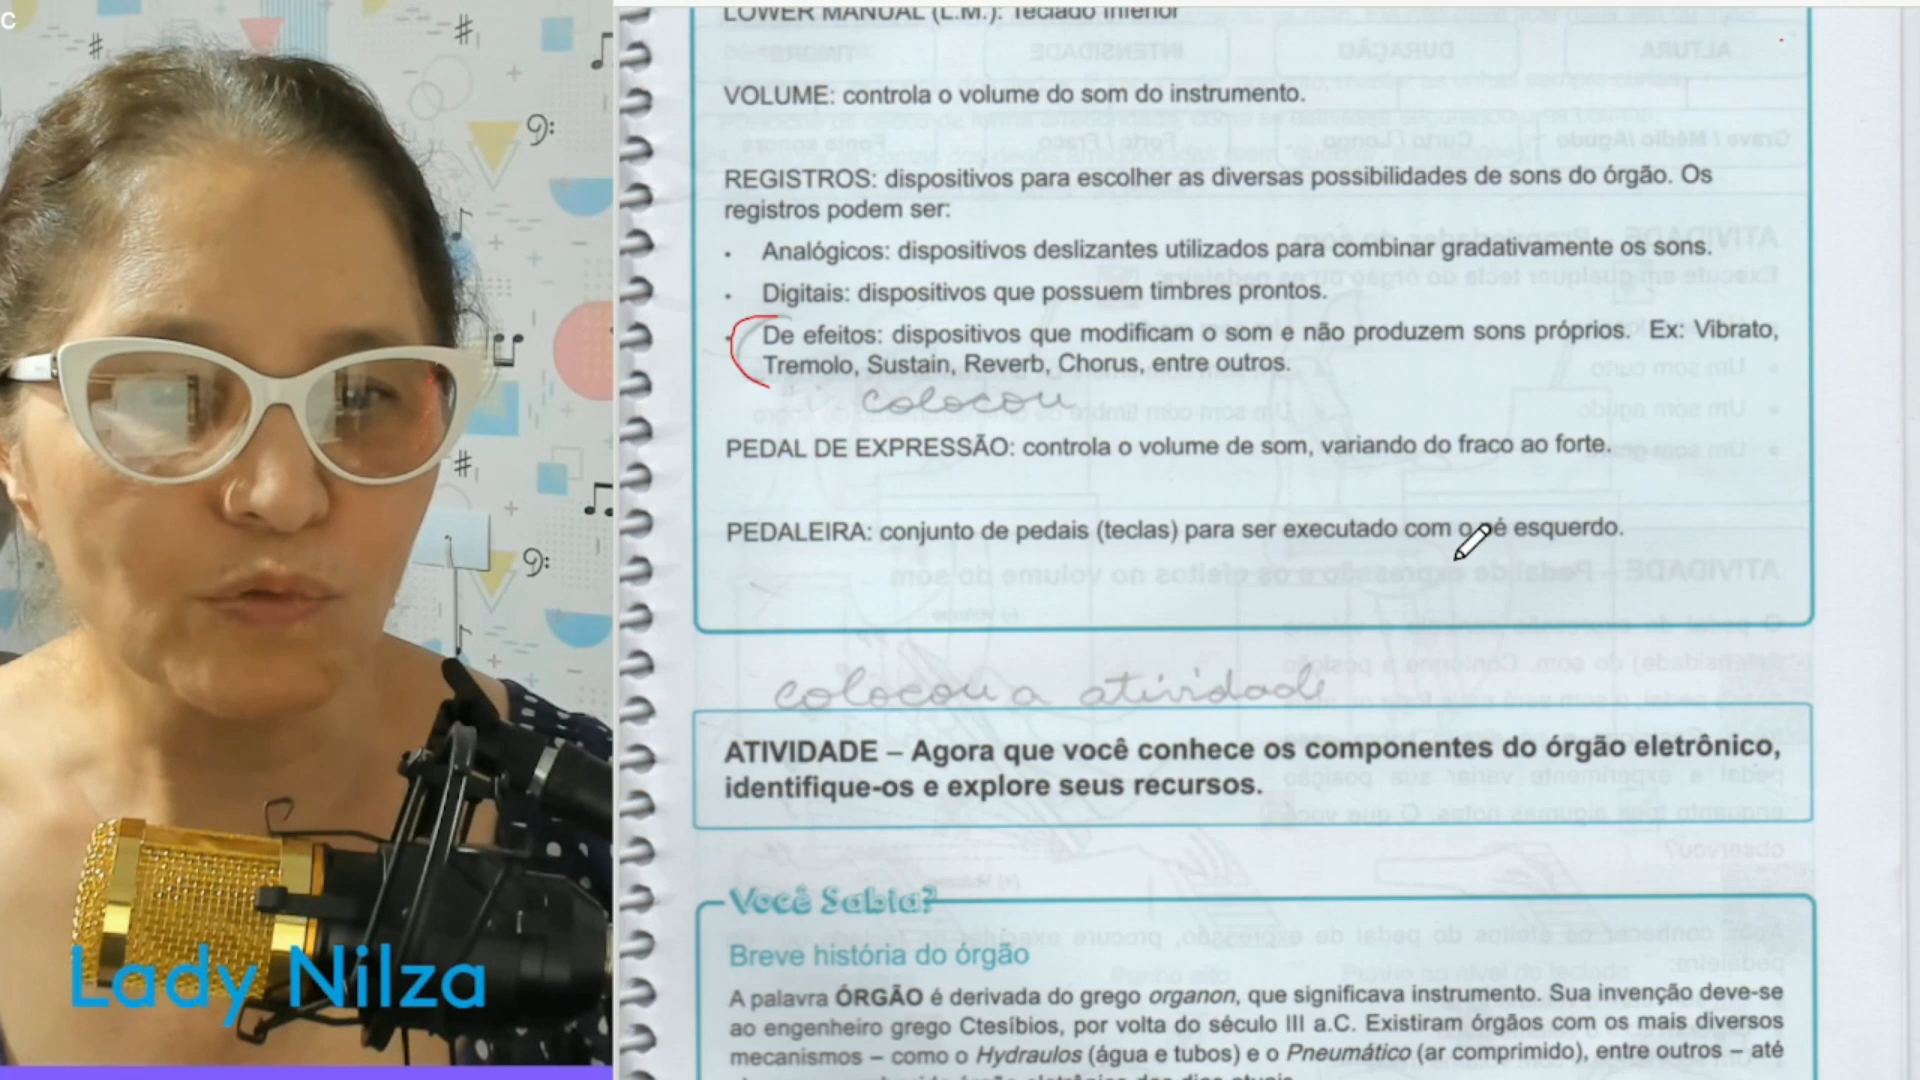 C
LOWER MANUAL (L.M.): Teclado Inferior
VOLUME: controla o volume do som do instrumento.
REGISTROS: dispositivos para escolher as diversas possibilidades de sons do órgão. Os
registros podem ser:
• Analógicos: dispositivos deslizantes utilizados para combinar gradativamente os sons.
• Digitais: dispositivos que possuem timbres prontos.
• De efeitos: dispositivos que modificam o som e não produzem sons próprios. Ex: Vibrato,
Tremolo, Sustain, Reverb, Chorus, entre outros.
colocou
PEDAL DE EXPRESSÃO: controla o volume de som, variando do fraco ao forte.
PEDALEIRA: conjunto de pedais (teclas) para ser executado com o pé esquerdo.
colocou a atividade
ATIVIDADE – Agora que você conhece os componentes do órgão eletrônico,
identifique-os e explore seus recursos.
Você Sabia?
Breve história do órgão
A palavra ÓRGÃO é derivada do grego organon, que significava instrumento. Sua invenção deve-se
ao engenheiro grego Ctesíbios, por volta do século III a.C. Existiram órgãos com os mais diversos
mecanismos – como o Hydraulos (água e tubos) e o Pneumático (ar comprimido), entre outros – até
Lady Nilza